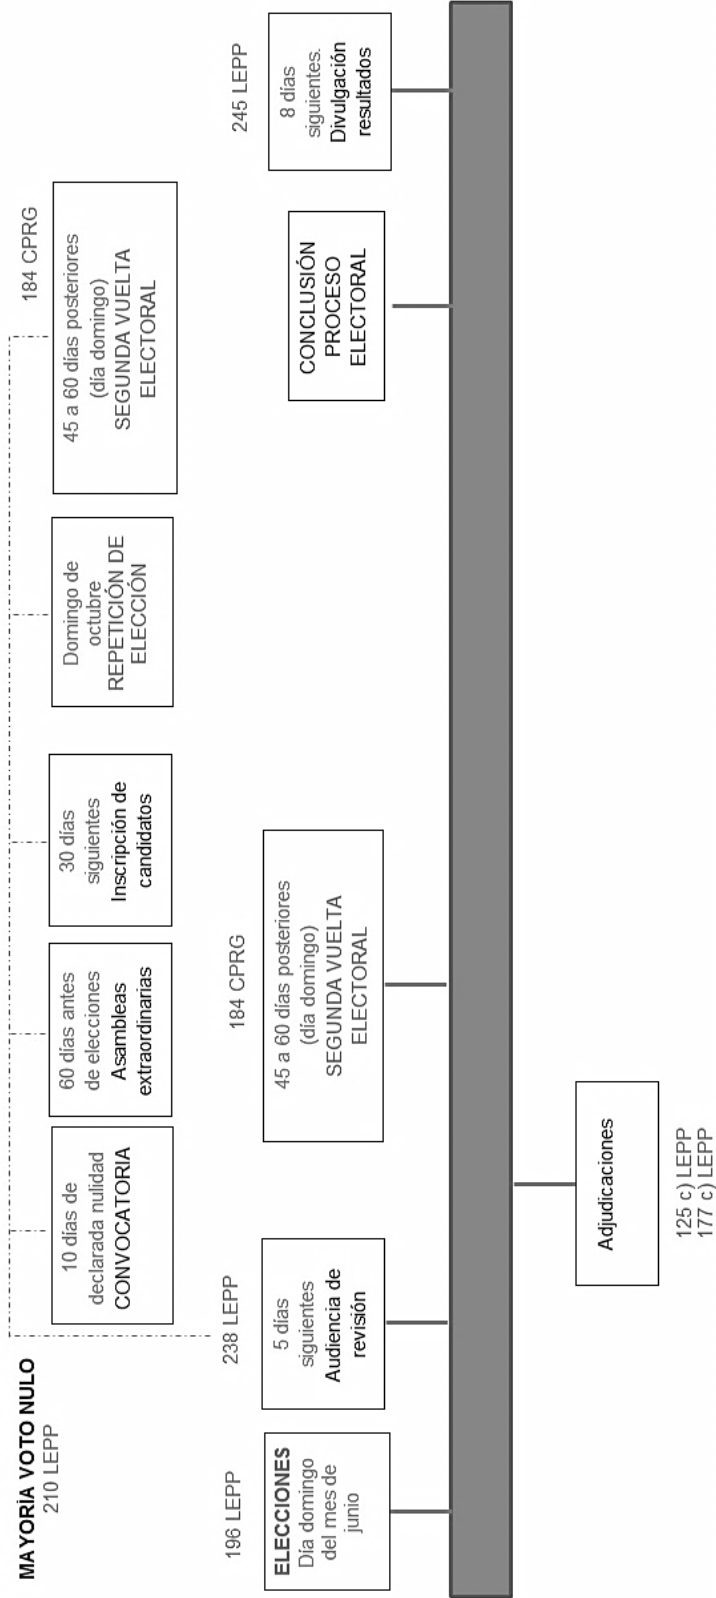 MAYORÍA VOTO NULO
210 LEPP
10 días de
declarada nulidad
CONVOCATORIA
60 días antes
de elecciones
Asambleas
extraordinarias
30 días
siguientes
Inscripción de
candidatos
Domingo de
octubre
REPETICIÓN DE
ELECCIÓN
184 CPRG
45 a 60 días posteriores
(día domingo)
SEGUNDA VUELTA
ELECTORAL
196 LEPP
ELECCIONES
Día domingo
del mes de
junio
238 LEPP
5 días
siguientes
Audiencia de
revisión
184 CPRG
45 a 60 días posteriores
(día domingo)
SEGUNDA VUELTA
ELECTORAL
CONCLUSIÓN
PROCESO
ELECTORAL
245 LEPP
8 días
siguientes.
Divulgación
resultados
Adjudicaciones
125 c) LEPP
177 c) LEPP